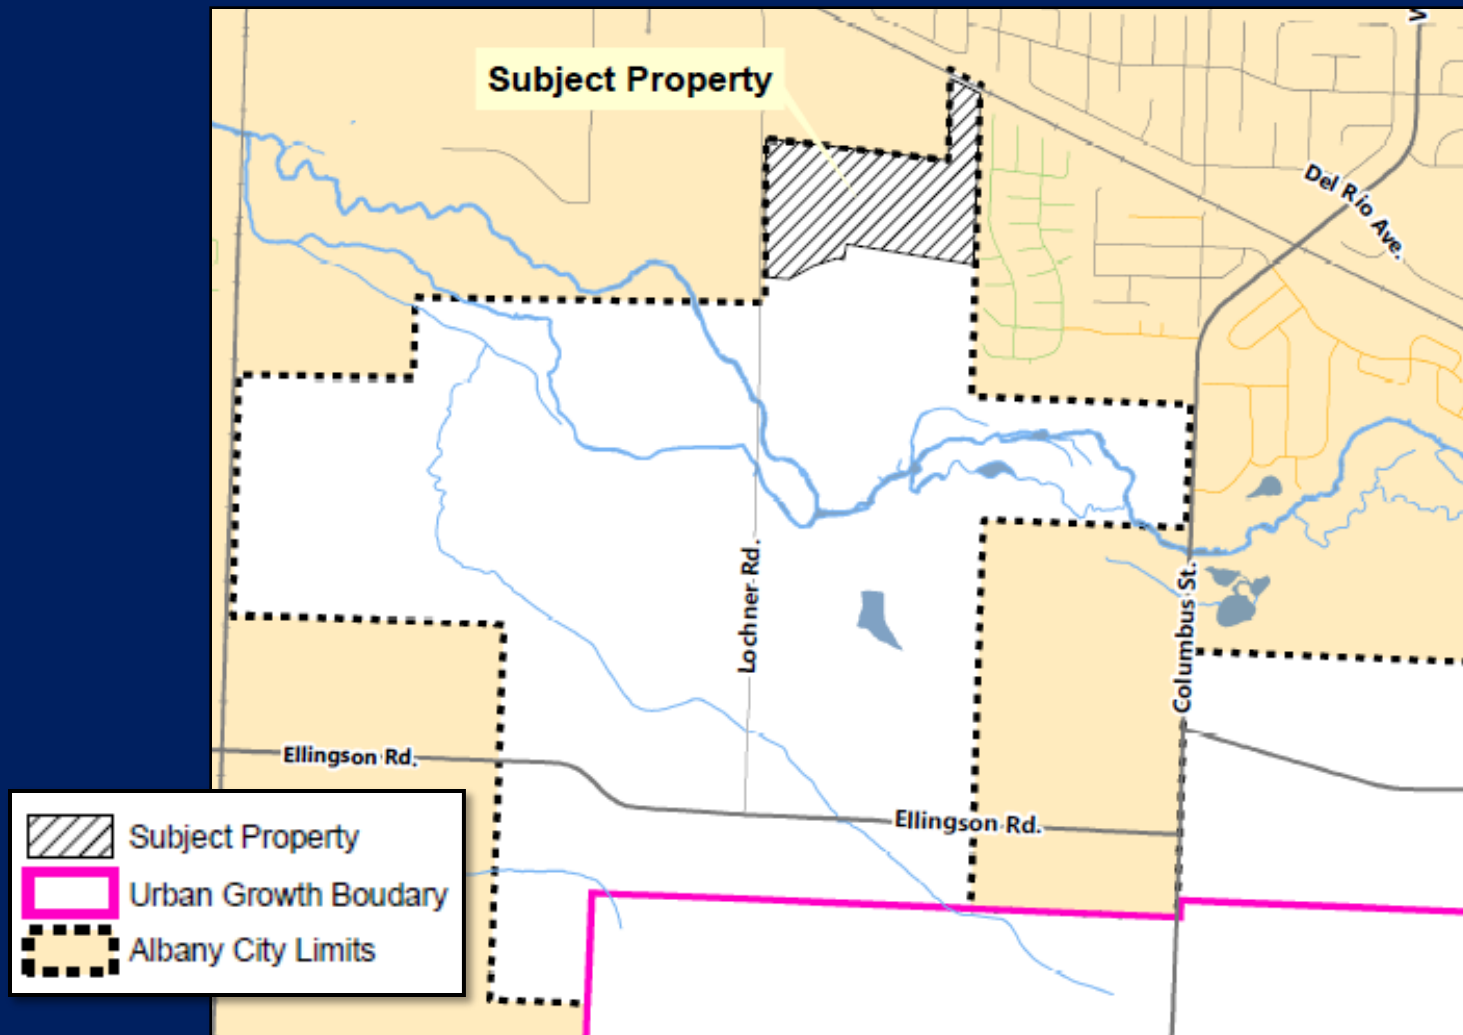 Subject Property
Del Rio Ave.
Lochner Rd.
Columbus St.
Ellingson Rd.
Ellingson Rd.
Subject Property
Urban Growth Boudary
Albany City Limits